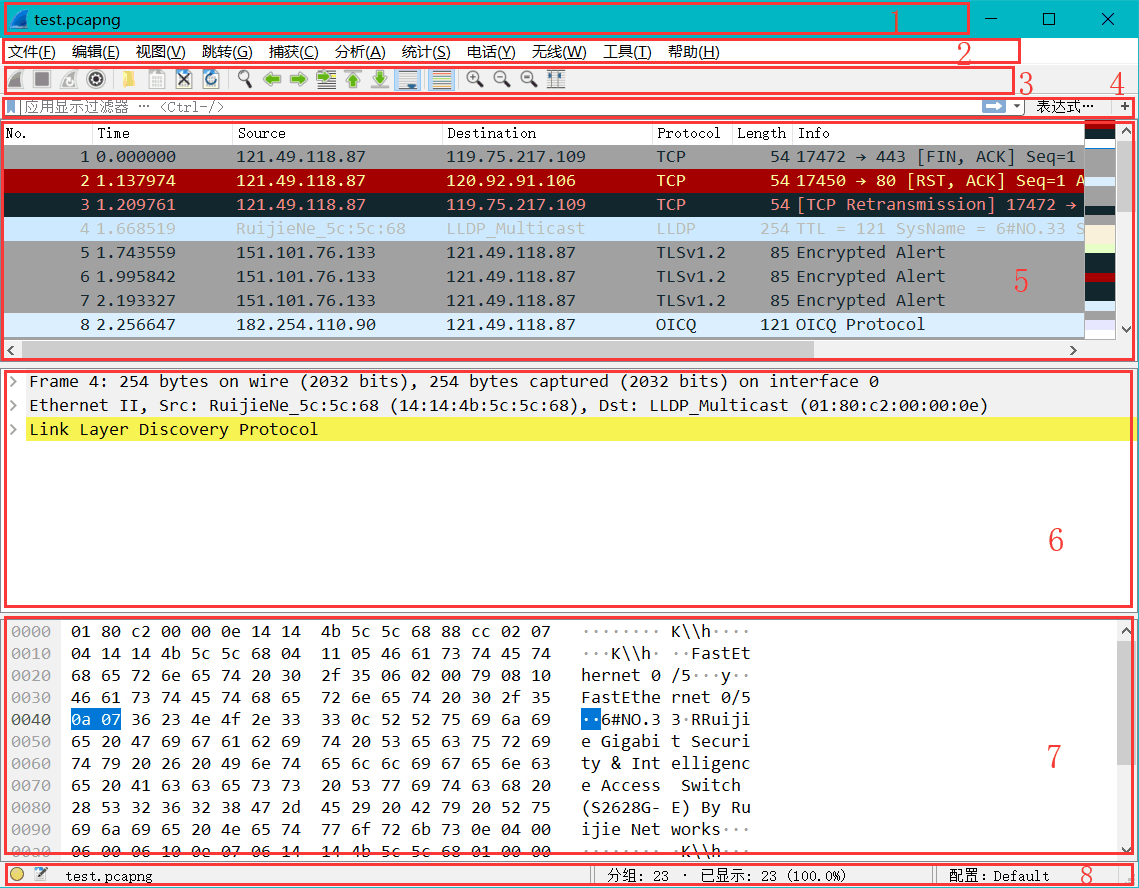 test.pcapng 1
文件(F) 编辑(E) 视图(V) 跳转(G) 捕获(C) 分析(A) 统计(S) 电话(Y) 无线(W) 工具(T) 帮助(H) 2
3 4
应用显示过滤器 … <Ctrl-/> 表达式… +
No. Time Source Destination Protocol Length Info
1 0.000000 121.49.118.87 119.75.217.109 TCP 54 17472 → 443 [FIN, ACK] Seq=1
2 1.137974 121.49.118.87 120.92.91.106 TCP 54 17450 → 80 [RST, ACK] Seq=1 A
3 1.209761 121.49.118.87 119.75.217.109 TCP 54 [TCP Retransmission] 17472 →
4 1.668519 RuijieNe_5c:5c:68 LLDP_Multicast LLDP 254 TTL = 121 SysName = 6#NO.33 S
5 1.743559 151.101.76.133 121.49.118.87 TLSv1.2 85 Encrypted Alert
6 1.995842 151.101.76.133 121.49.118.87 TLSv1.2 85 Encrypted Alert
5
7 2.193327 151.101.76.133 121.49.118.87 TLSv1.2 85 Encrypted Alert
8 2.256647 182.254.110.90 121.49.118.87 OICQ 121 OICQ Protocol
Frame 4: 254 bytes on wire (2032 bits), 254 bytes captured (2032 bits) on interface 0
Ethernet II, Src: RuijieNe_5c:5c:68 (14:14:4b:5c:5c:68), Dst: LLDP_Multicast (01:80:c2:00:00:0e)
Link Layer Discovery Protocol
6
0000 01 80 c2 00 00 0e 14 14 4b 5c 5c 68 88 cc 02 07 ········ K\\h····
0010 04 14 14 4b 5c 5c 68 04 11 05 46 61 73 74 45 74 ···K\\h· ··FastEt
0020 68 65 72 6e 65 74 20 30 2f 35 06 02 00 79 08 10 hernet 0 /5···y··
0030 46 61 73 74 45 74 68 65 72 6e 65 74 20 30 2f 35 FastEthe rnet 0/5
0040 0a 07 36 23 4e 4f 2e 33 33 0c 52 52 75 69 6a 69 ··6#NO.3 3·RRuiji
0050 65 20 47 69 67 61 62 69 74 20 53 65 63 75 72 69 e Gigabi t Securi
0060 74 79 20 26 20 49 6e 74 65 6c 6c 69 67 65 6e 63 ty & Int elligenc
7
0070 65 20 41 63 63 65 73 73 20 53 77 69 74 63 68 20 e Access  Switch
0080 28 53 32 36 32 38 47 2d 45 29 20 42 79 20 52 75 (S2628G- E) By Ru
0090 69 6a 69 65 20 4e 65 74 77 6f 72 6b 73 0e 04 00 ijie Net works···
00a0 06 00 06 10 0e 07 06 14 14 4b 5c 5c 68 01 00 00 ········ ·K\\h···
test.pcapng 分组: 23 · 已显示: 23 (100.0%) 配置: Default 8